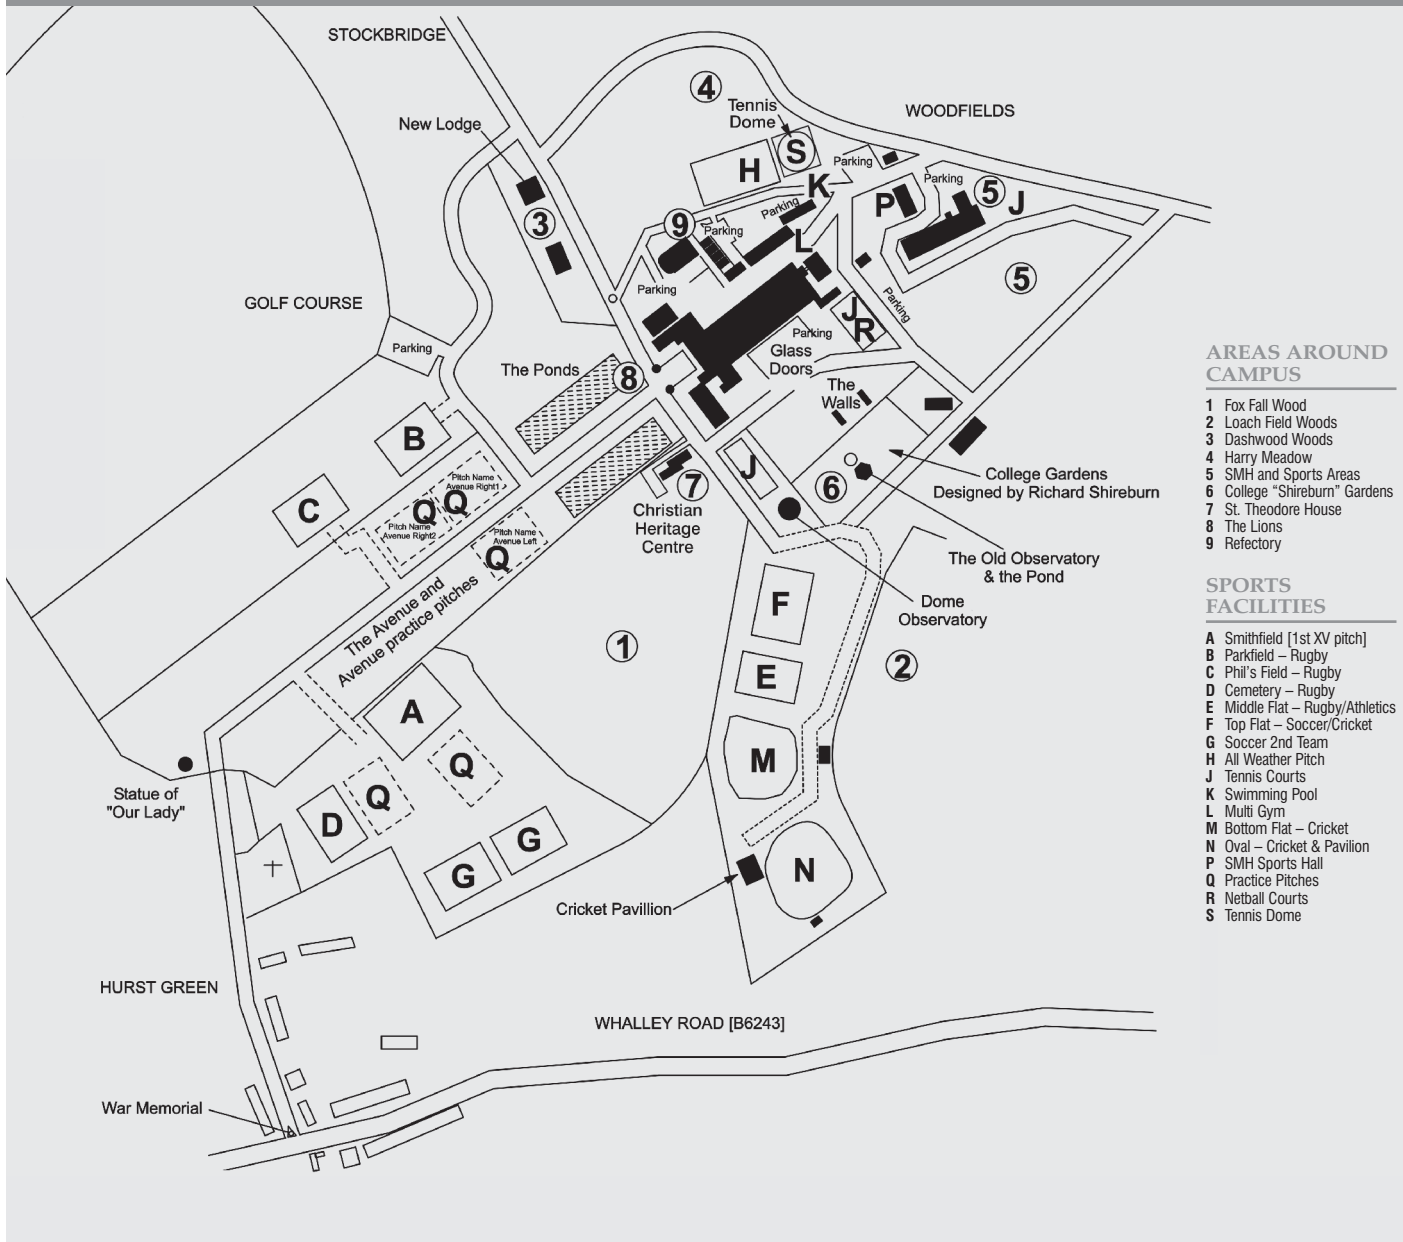 STOCKBRIDGE
4
Tennis
Dome
WOODFIELDS
New Lodge
S
H
Parking
K
Parking
5
J
P
3
9
Parking
Parking
L
5
GOLF COURSE
Parking
Parking
J
R
Parking
Parking
Glass
Doors
The Ponds
8
The
Walls
B
J
College Gardens
Designed by Richard Shireburn
Pitch Name
Avenue Right1
Q
Q
Pitch Name
Avenue Right2
C
7
6
Christian
Heritage
Centre
Pitch Name
Avenue Left
Q
The Old Observatory
& the Pond
Dome
Observatory
The Avenue and
Avenue practice pitches
F
1
2
E
A
M
Q
Q
Statue of
"Our Lady"
D
G
G
N
Cricket Pavillion
HURST GREEN
WHALLEY ROAD [B6243]
War Memorial
AREAS AROUND
CAMPUS
1 Fox Fall Wood
2 Loach Field Woods
3 Dashwood Woods
4 Harry Meadow
5 SMH and Sports Areas
6 College “Shireburn” Gardens
7 St. Theodore House
8 The Lions
9 Refectory
SPORTS
FACILITIES
A Smithfield [1st XV pitch]
B Parkfield – Rugby
C Phil's Field – Rugby
D Cemetery – Rugby
E Middle Flat – Rugby/Athletics
F Top Flat – Soccer/Cricket
G Soccer 2nd Team
H All Weather Pitch
J Tennis Courts
K Swimming Pool
L Multi Gym
M Bottom Flat – Cricket
N Oval – Cricket & Pavilion
P SMH Sports Hall
Q Practice Pitches
R Netball Courts
S Tennis Dome